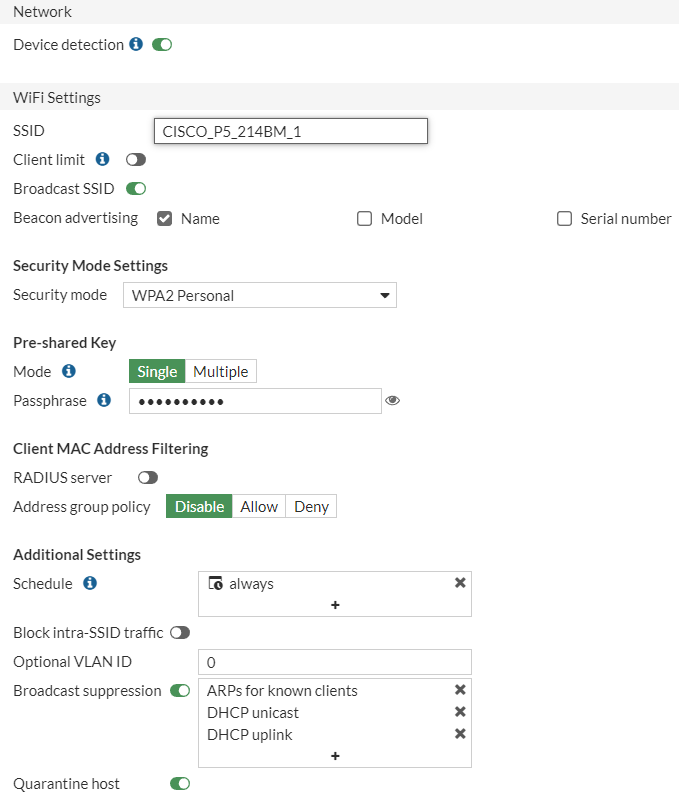 Network
Device detection
WiFi Settings
SSID CISCO_P5_214BM_1
Client limit
Broadcast SSID
Beacon advertising Name Model Serial number
Security Mode Settings
Security mode WPA2 Personal
Pre-shared Key
Mode Single Multiple
Passphrase ••••••••••
Client MAC Address Filtering
RADIUS server
Address group policy Disable Allow Deny
Additional Settings
Schedule always
+
Block intra-SSID traffic
Optional VLAN ID 0
Broadcast suppression ARPs for known clients
DHCP unicast
DHCP uplink
+
Quarantine host